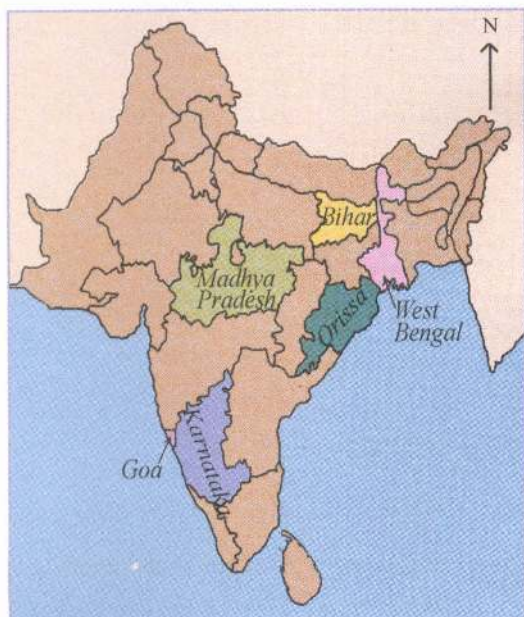 N
Bihar
Madhya
Pradesh
Orissa
West
Bengal
Goa
Karnataka